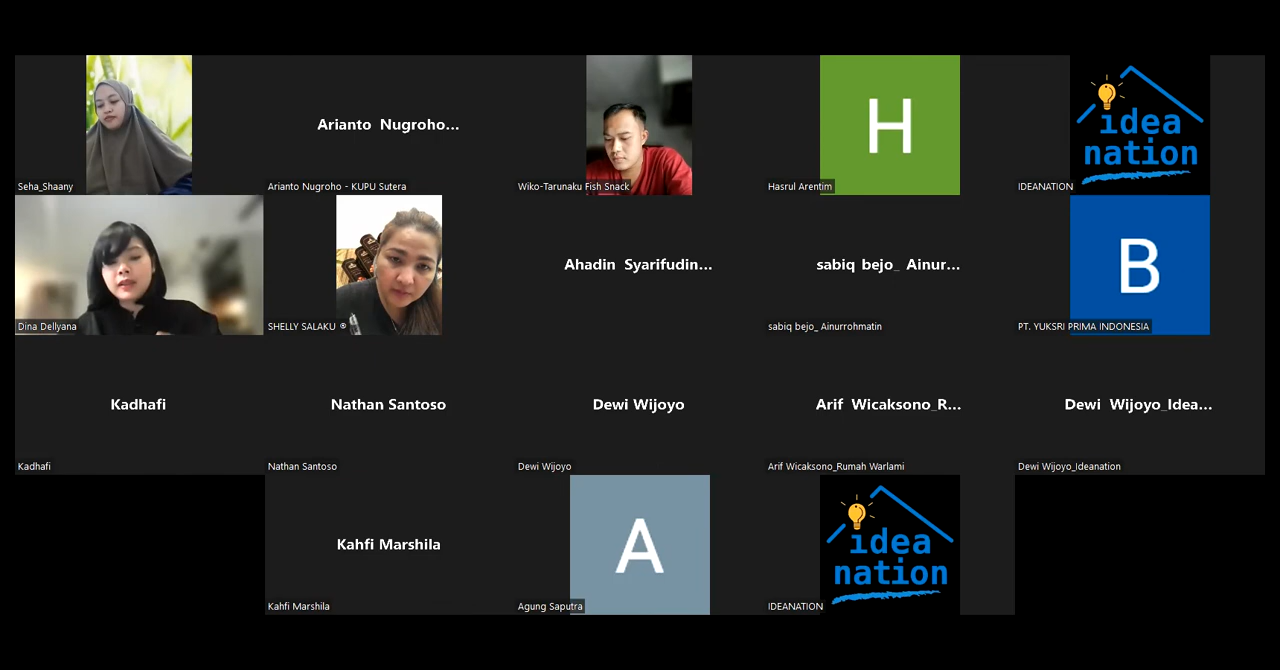 Seha_Shaany
Arianto Nugroho...
Arianto Nugroho - KUPU Sutera
Wiko-Tarunaku Fish Snack
H
Hasrul Arentim
idea
nation
IDEANATION
Dina Dellyana
SHELLY SALAKU ®
Ahadin Syarifudin...
sabiq bejo_ Ainur...
sabiq bejo_ Ainurrohmatin
B
PT. YUKSRI PRIMA INDONESIA
Kadhafi
Kadhafi
Nathan Santoso
Nathan Santoso
Dewi Wijoyo
Dewi Wijoyo
Arif Wicaksono_R...
Arif Wicaksono_Rumah Warlami
Dewi Wijoyo_Idea...
Dewi Wijoyo_Ideanation
Kahfi Marshila
Kahfi Marshila
A
Agung Saputra
idea
nation
IDEANATION